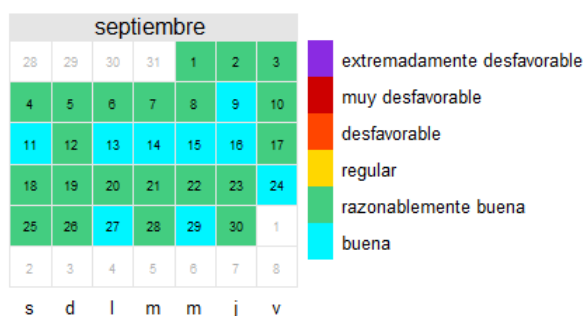 septiembre
28 29 30 31 1 2 3
4 5 6 7 8 9 10
11 12 13 14 15 16 17
18 19 20 21 22 23 24
25 26 27 28 29 30 1
2 3 4 5 6 7 8
s d l m m j v
extremadamente desfavorable
muy desfavorable
desfavorable
regular
razonablemente buena
buena